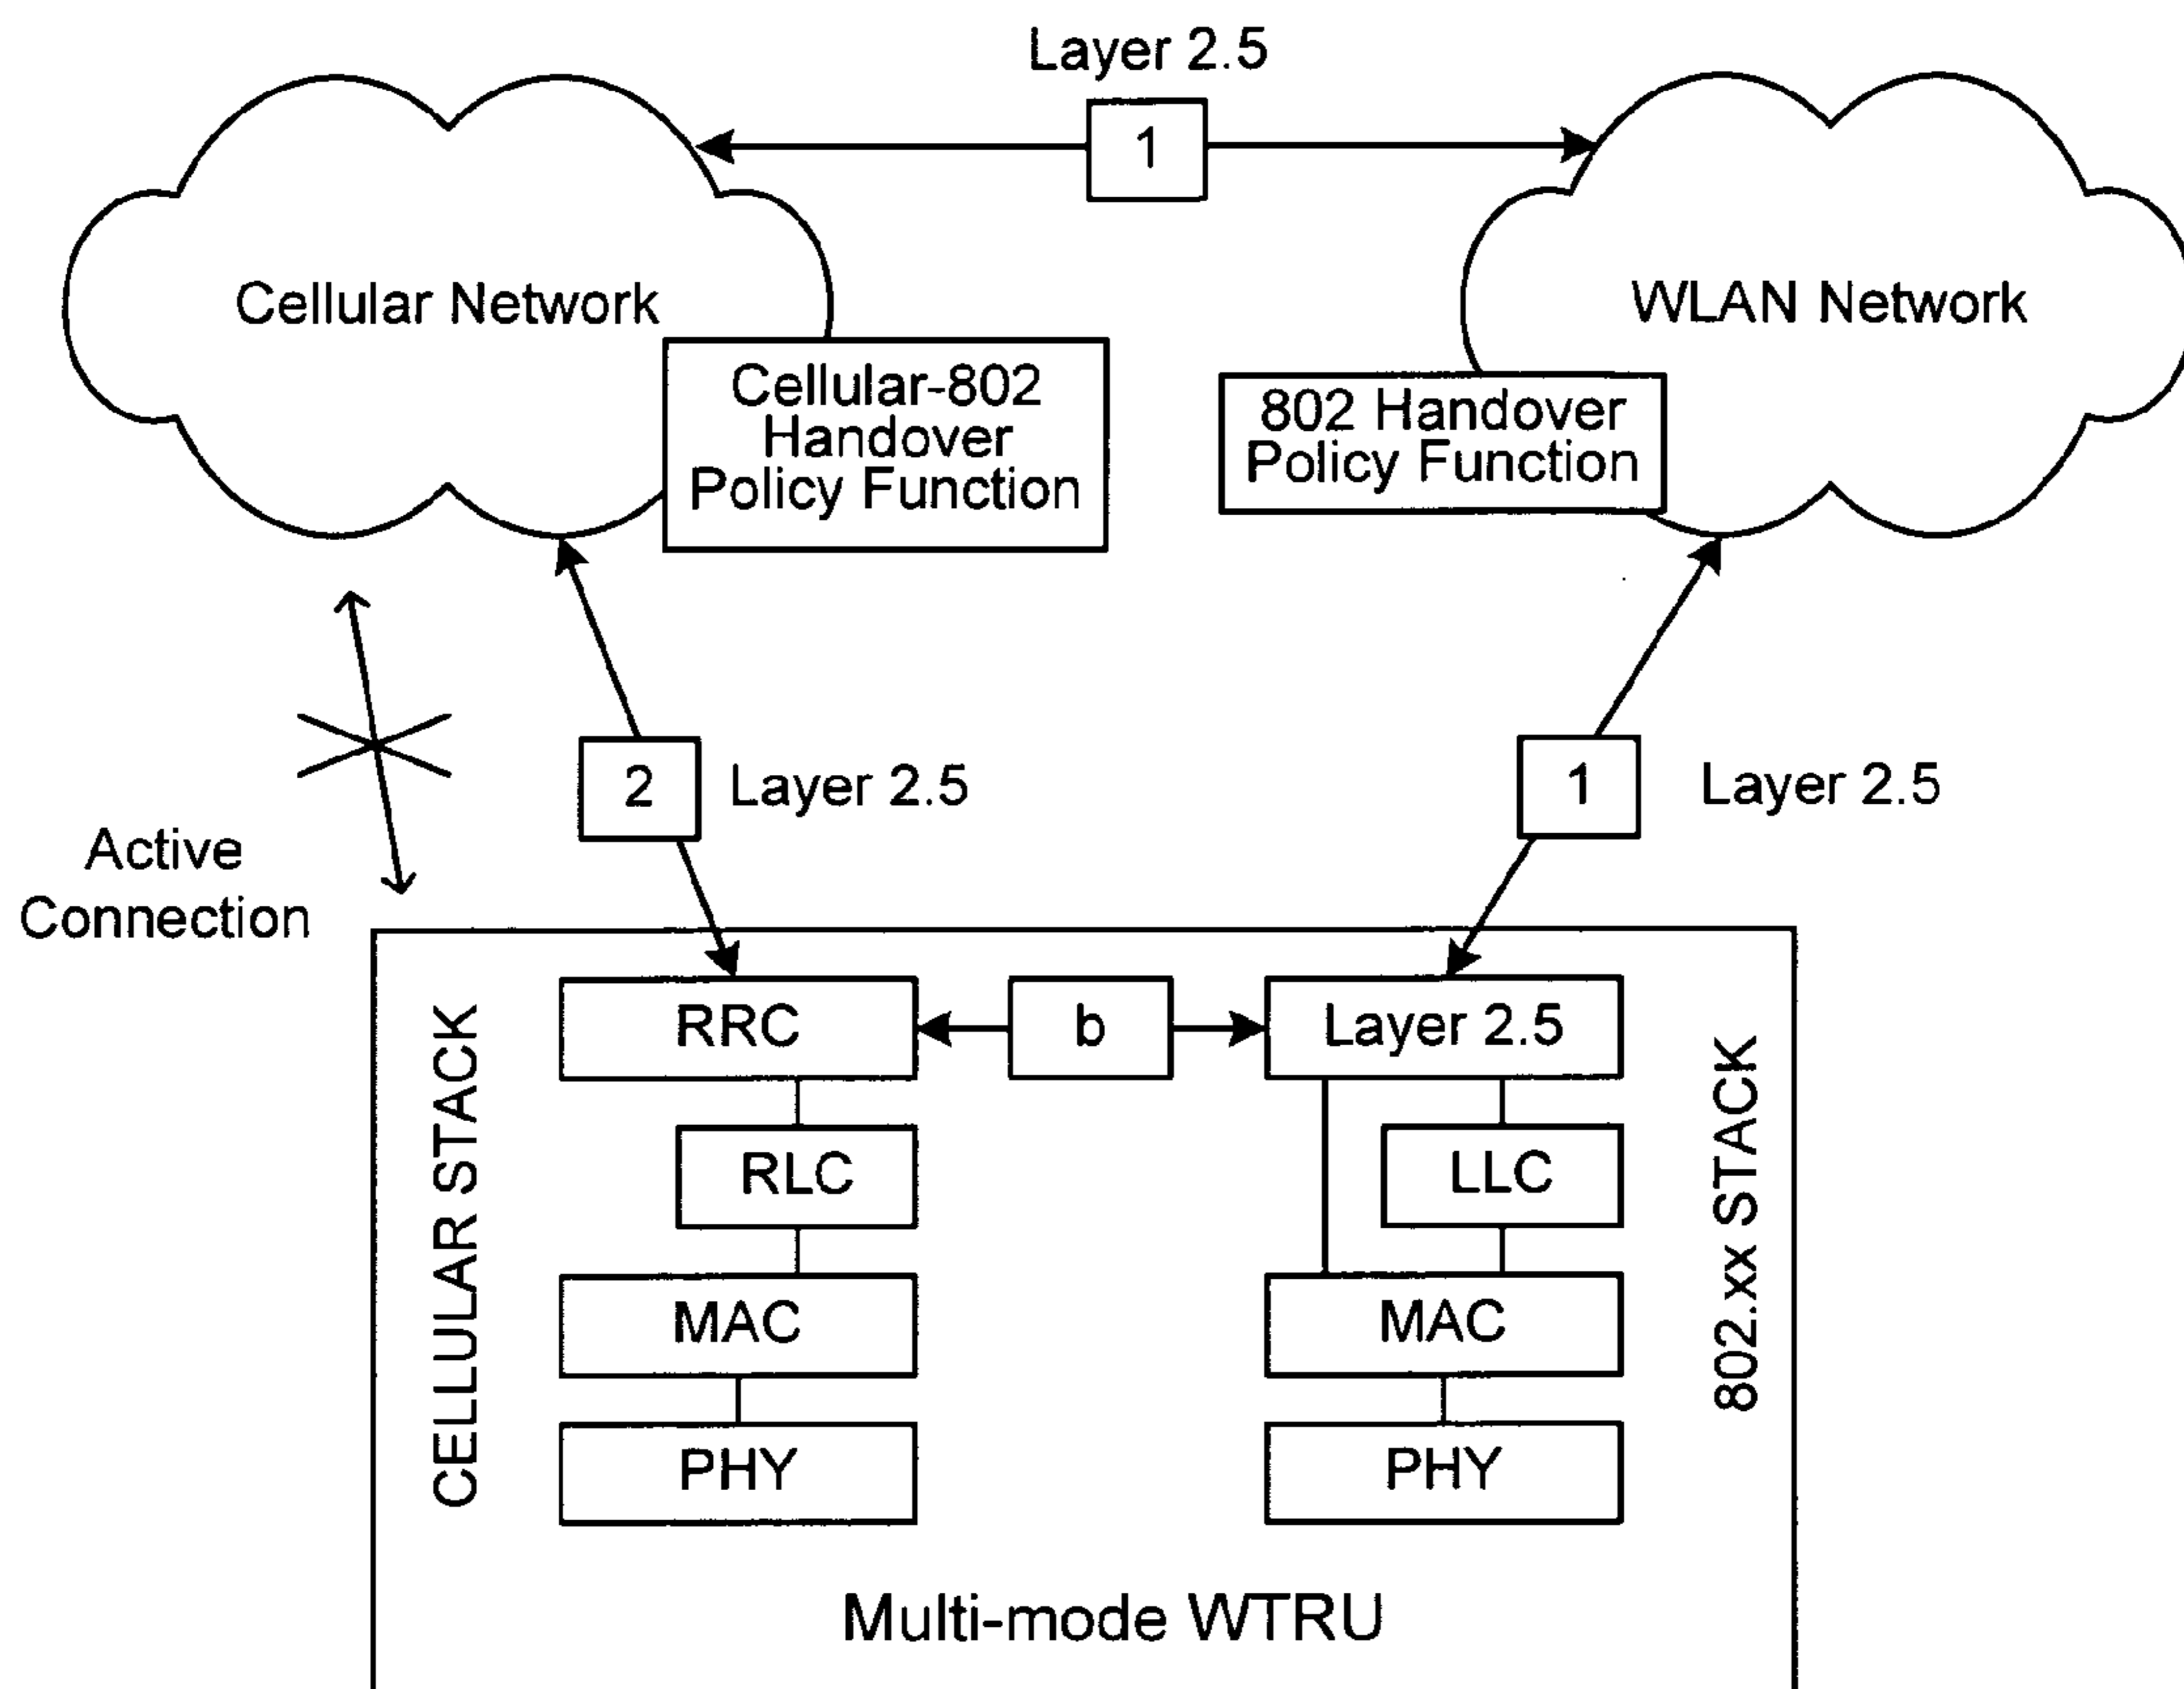 Layer 2.5
1
Cellular Network
WLAN Network
Cellular-802
Handover
Policy Function
802 Handover
Policy Function
2
Layer 2.5
1
Layer 2.5
Active
Connection
CELLULAR STACK
RRC
b
Layer 2.5
802.xx STACK
RLC
LLC
MAC
MAC
PHY
PHY
Multi-mode WTRU